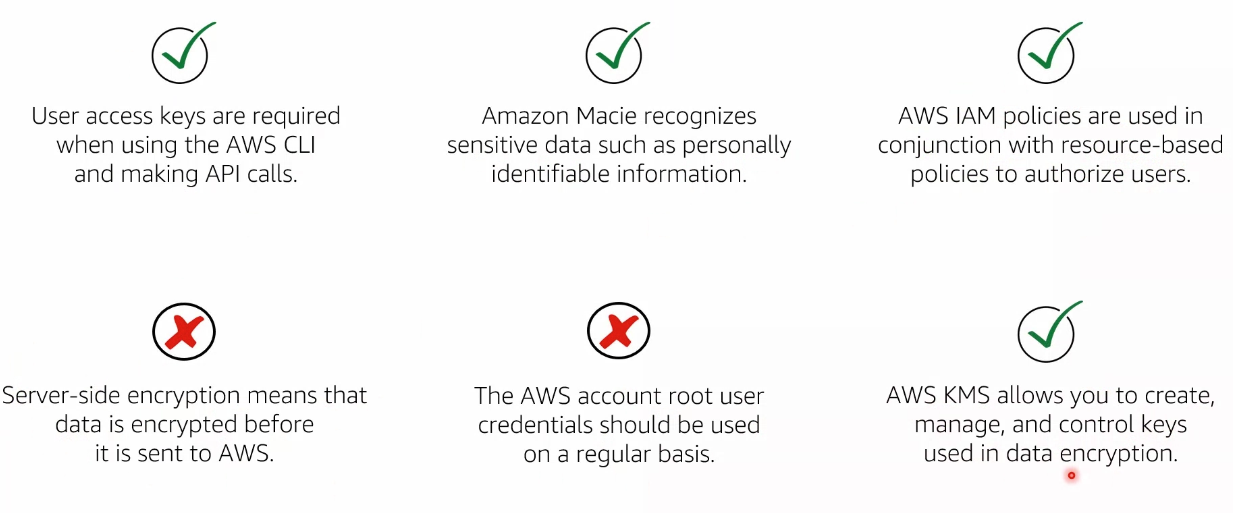 User access keys are required
when using the AWS CLI
and making API calls.
Amazon Macie recognizes
sensitive data such as personally
identifiable information.
AWS IAM policies are used in
conjunction with resource-based
policies to authorize users.
Server-side encryption means that
data is encrypted before
it is sent to AWS.
The AWS account root user
credentials should be used
on a regular basis.
AWS KMS allows you to create,
manage, and control keys
used in data encryption.